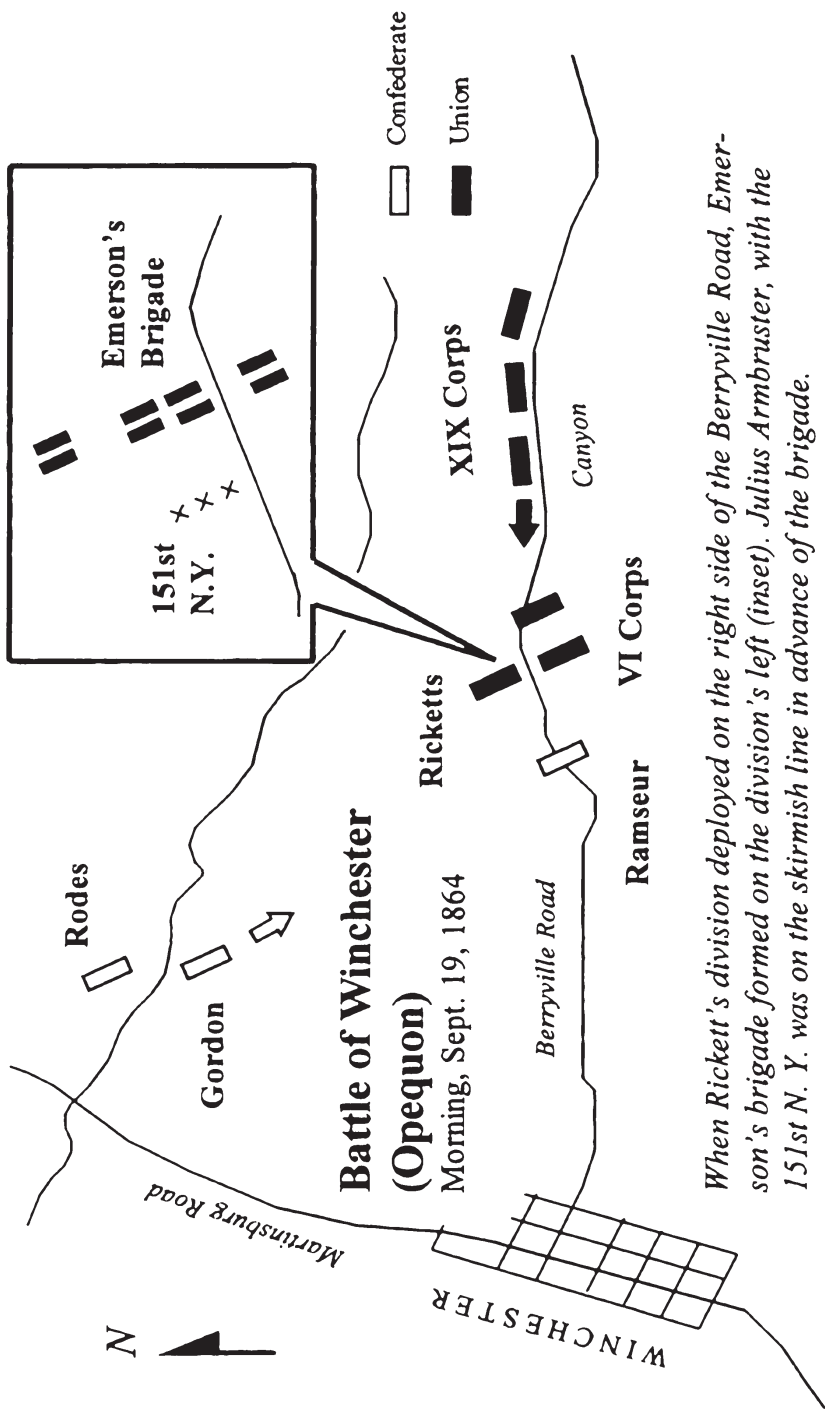 N
Martinsburg Road
WINCHESTER
Rodes
Gordon
Battle of Winchester
(Opequon)
Morning, Sept. 19, 1864
Berryville Road
Ramseur
Ricketts
VI Corps
XIX Corps
Canyon
151st
N.Y.
Emerson's
Brigade
Confederate
Union
When Rickett's division deployed on the right side of the Berryville Road, Emer-
son's brigade formed on the division's left (inset). Julius Armbruster, with the
151st N. Y. was on the skirmish line in advance of the brigade.